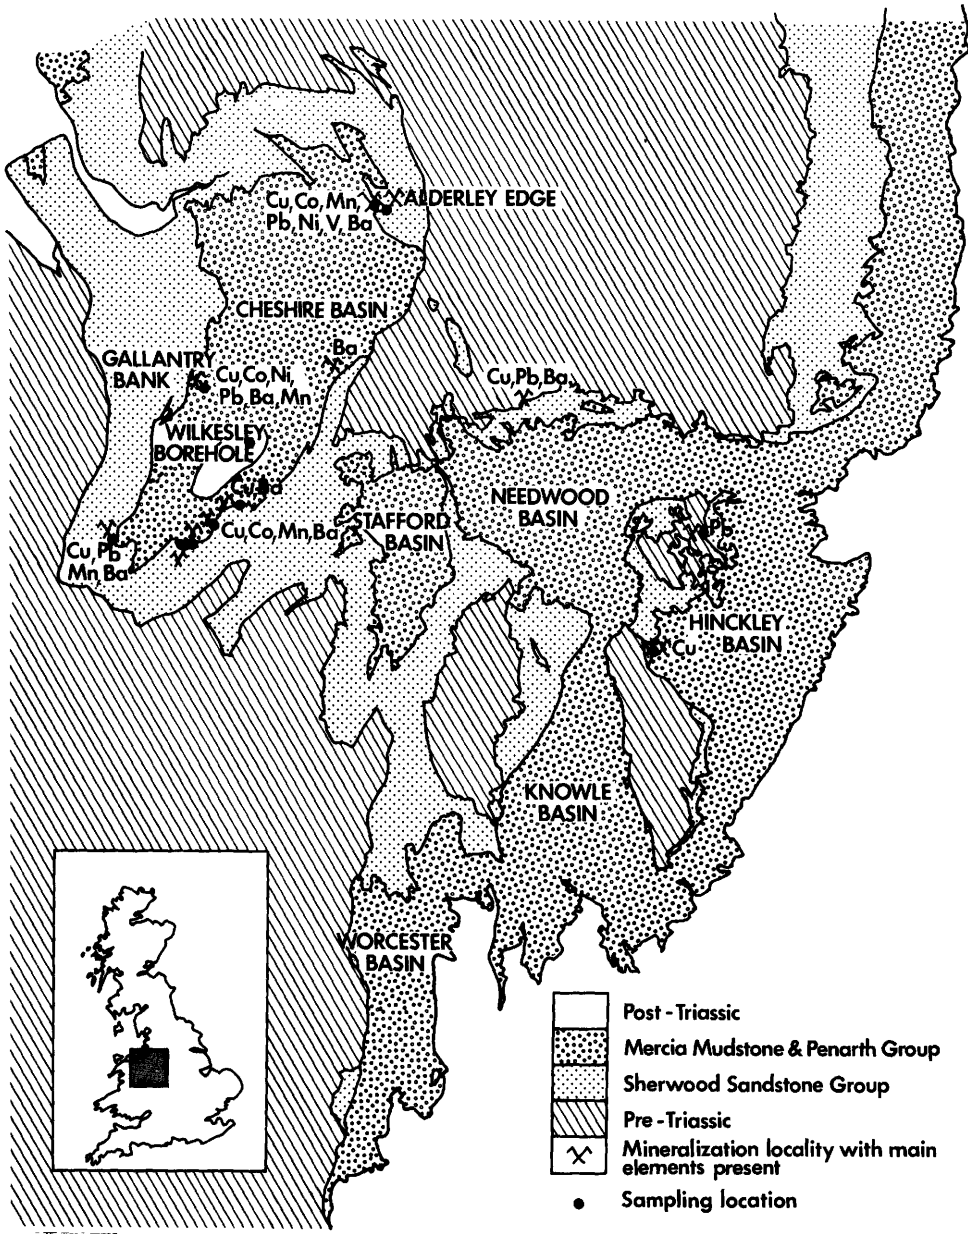 Cu, Co, Mn,
Pb, Ni, V, Ba
ALDERLEY EDGE
CHESHIRE BASIN
Ba
GALLANTRY
BANK
Cu, Co, Ni,
Pb, Ba, Mn
Cu, Pb, Ba
WILKESLEY
BOREHOLE
NEEDWOOD
BASIN
STAFFORD
BASIN
Cu, Co, Mn, Ba
Cu, Pb
Mn, Ba
Pb
HINCKLEY
BASIN
Cu
KNOWLE
BASIN
WORCESTER
BASIN
Post - Triassic
Mercia Mudstone & Penarth Group
Sherwood Sandstone Group
Pre - Triassic
Mineralization locality with main
elements present
Sampling location